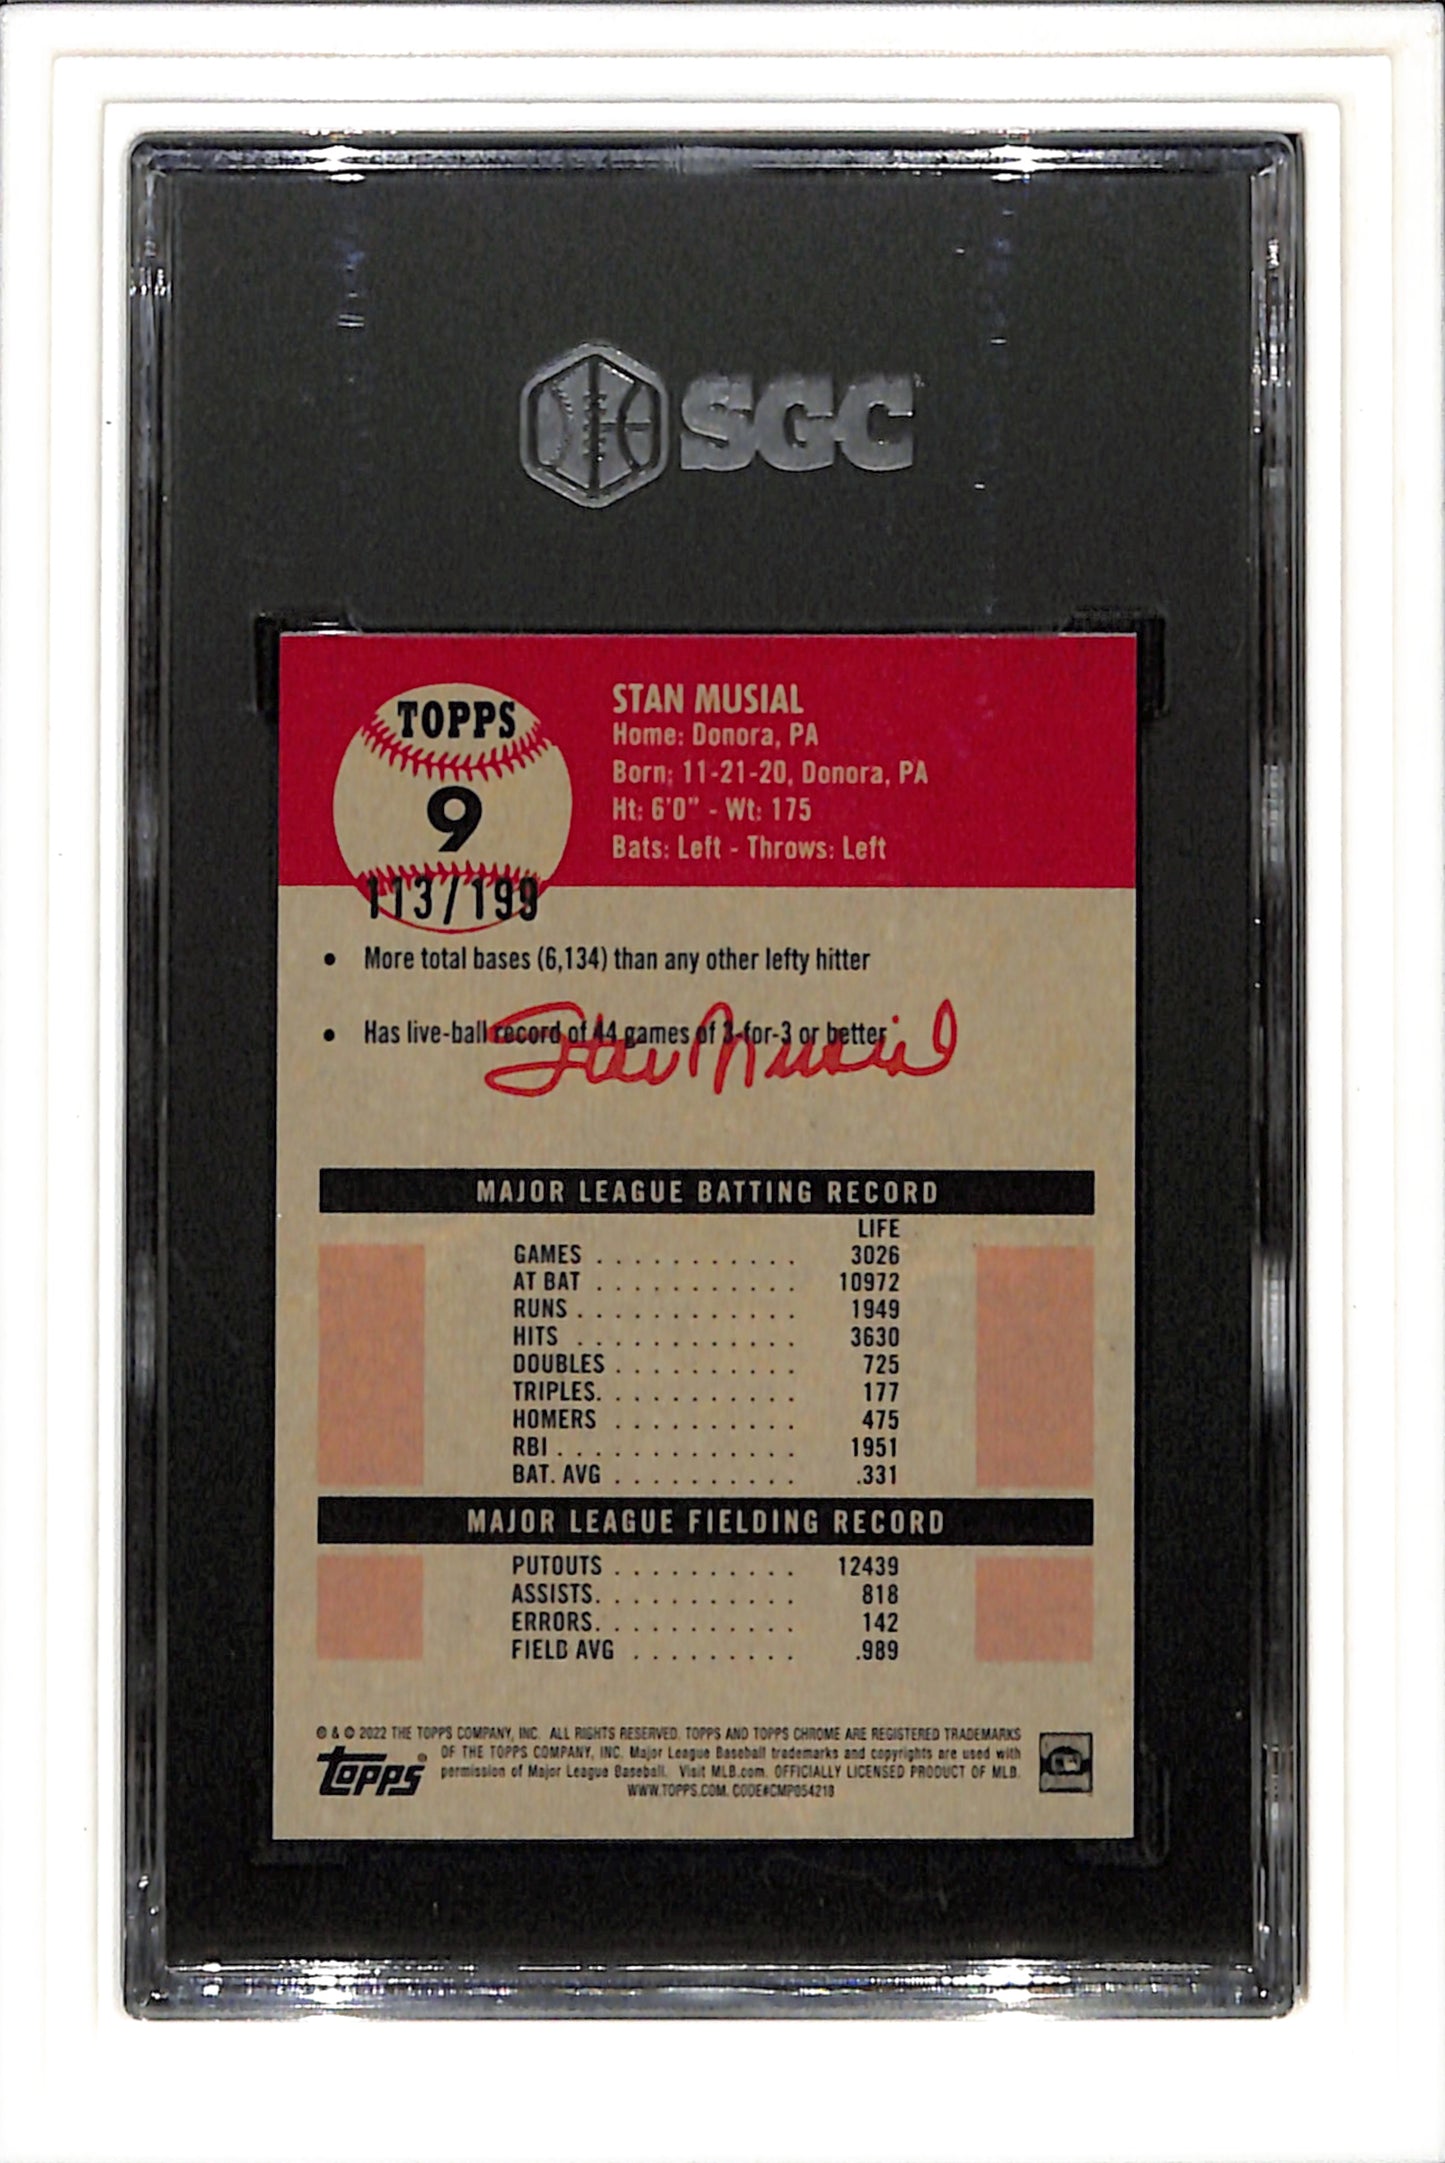 SGC
TOPPS
9
113/199
STAN MUSIAL
Home: Donora, PA
Born: 11-21-20, Donora, PA
Ht: 6'0" - Wt: 175
Bats: Left - Throws: Left
• More total bases (6,134) than any other lefty hitter
• Has live-ball record of 44 games of 3-for-3 or better
Stan Musial
MAJOR LEAGUE BATTING RECORD
LIFE
GAMES . . . . . . . . . . . 3026
AT BAT . . . . . . . . . . . 10972
RUNS . . . . . . . . . . . . 1949
HITS . . . . . . . . . . . . 3630
DOUBLES . . . . . . . . . . 725
TRIPLES. . . . . . . . . . . 177
HOMERS . . . . . . . . . . 475
RBI . . . . . . . . . . . . . 1951
BAT. AVG . . . . . . . . . . .331
MAJOR LEAGUE FIELDING RECORD
PUTOUTS . . . . . . . . . . 12439
ASSISTS. . . . . . . . . . . 818
ERRORS. . . . . . . . . . . 142
FIELD AVG . . . . . . . . . .989
® & © 2022 THE TOPPS COMPANY, INC. ALL RIGHTS RESERVED. TOPPS AND TOPPS CHROME ARE REGISTERED TRADEMARKS
OF THE TOPPS COMPANY, INC. Major League Baseball trademarks and copyrights are used with
permission of Major League Baseball. Visit MLB.com. OFFICIALLY LICENSED PRODUCT OF MLB.
WWW.TOPPS.COM. CODE#CMP054218
topps®